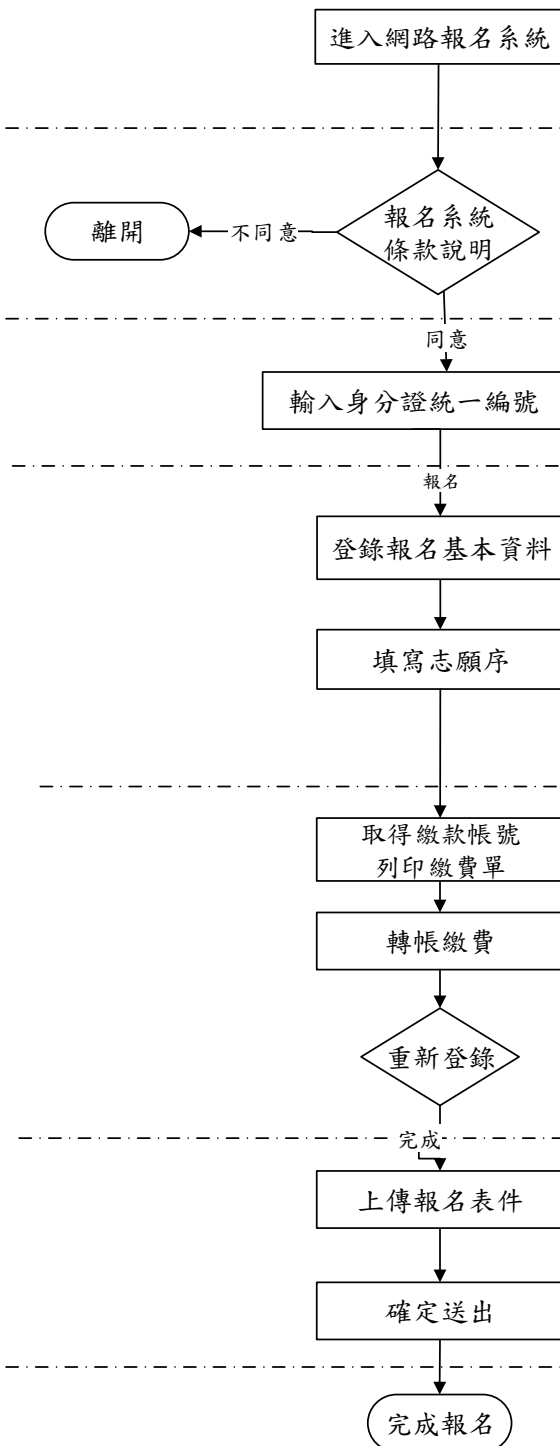 進入網路報名系統
報名系統
條款說明
不同意
離開
同意
輸入身分證統一編號
報名
登錄報名基本資料
填寫志願序
取得繳款帳號
列印繳費單
轉帳繳費
重新登錄
完成
上傳報名表件
確定送出
完成報名